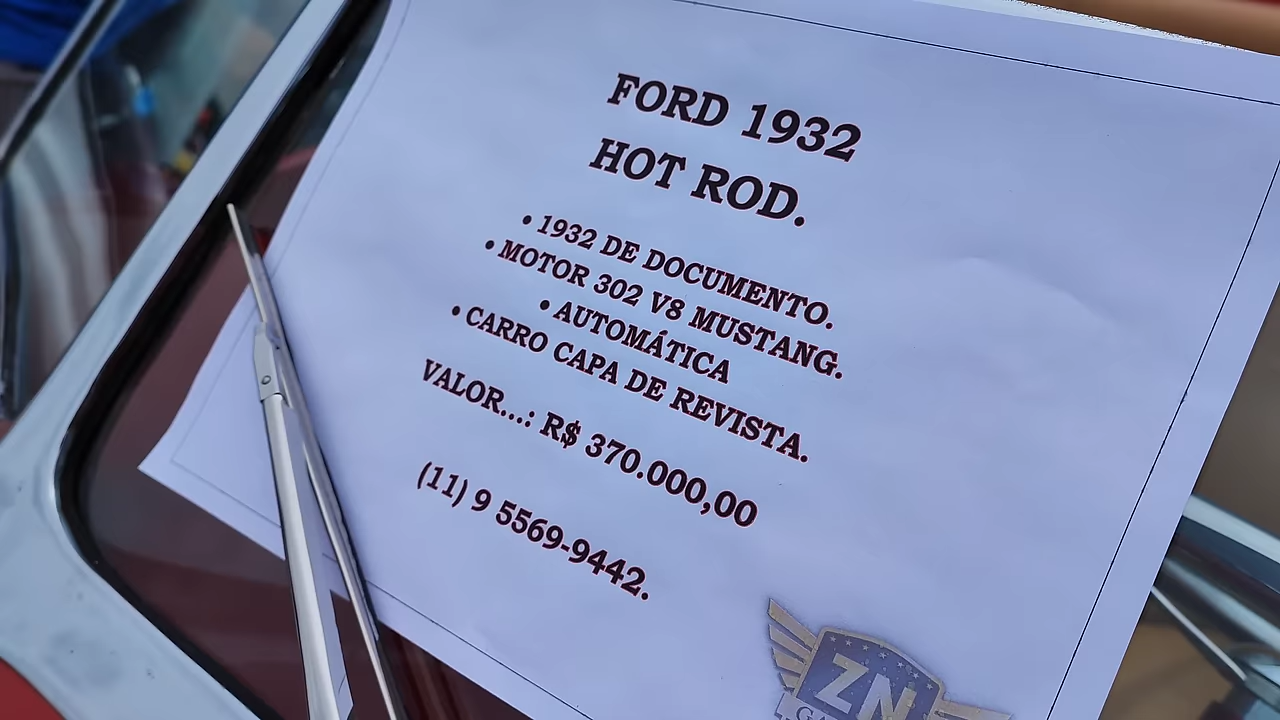 FORD 1932
HOT ROD.
• 1932 DE DOCUMENTO.
• MOTOR 302 V8 MUSTANG.
• AUTOMÁTICA
• CARRO CAPA DE REVISTA.
VALOR...: R$ 370.000,00
(11) 9 5569-9442.
ZN